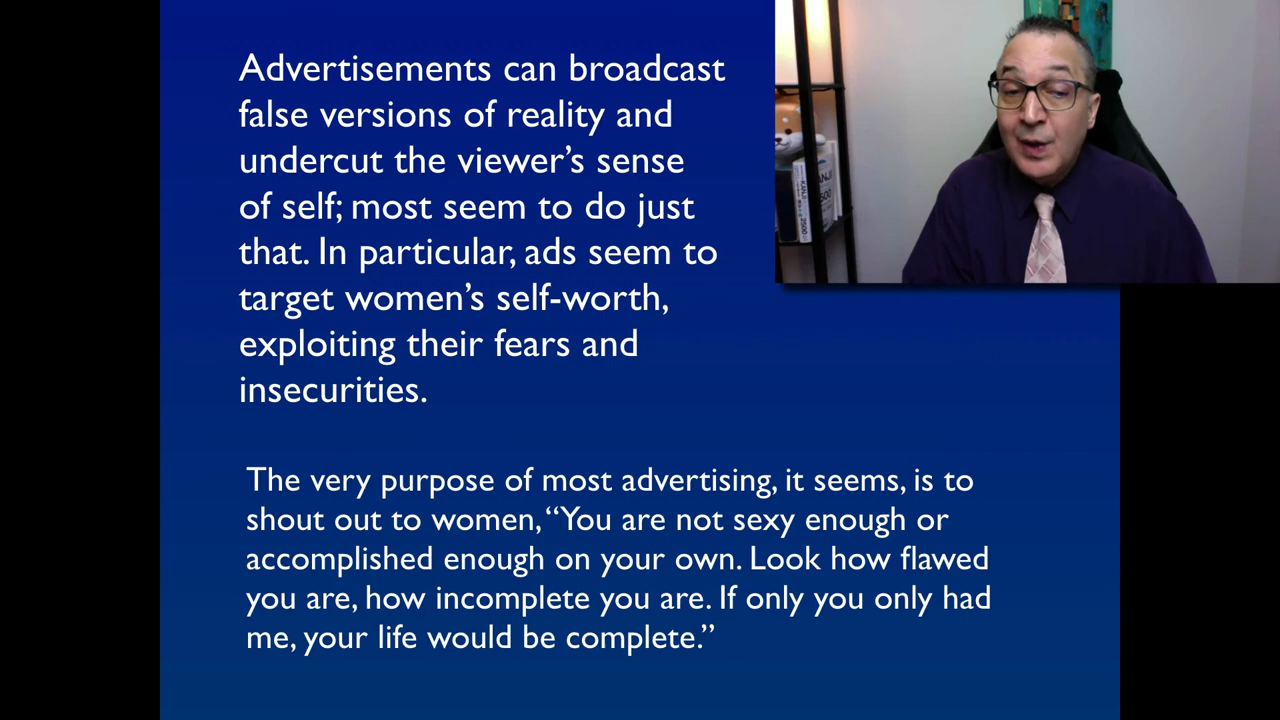 Advertisements can broadcast
false versions of reality and
undercut the viewer’s sense
of self; most seem to do just
that. In particular, ads seem to
target women’s self-worth,
exploiting their fears and
insecurities.
The very purpose of most advertising, it seems, is to
shout out to women, “You are not sexy enough or
accomplished enough on your own. Look how flawed
you are, how incomplete you are. If only you only had
me, your life would be complete.”
KANJI
2500